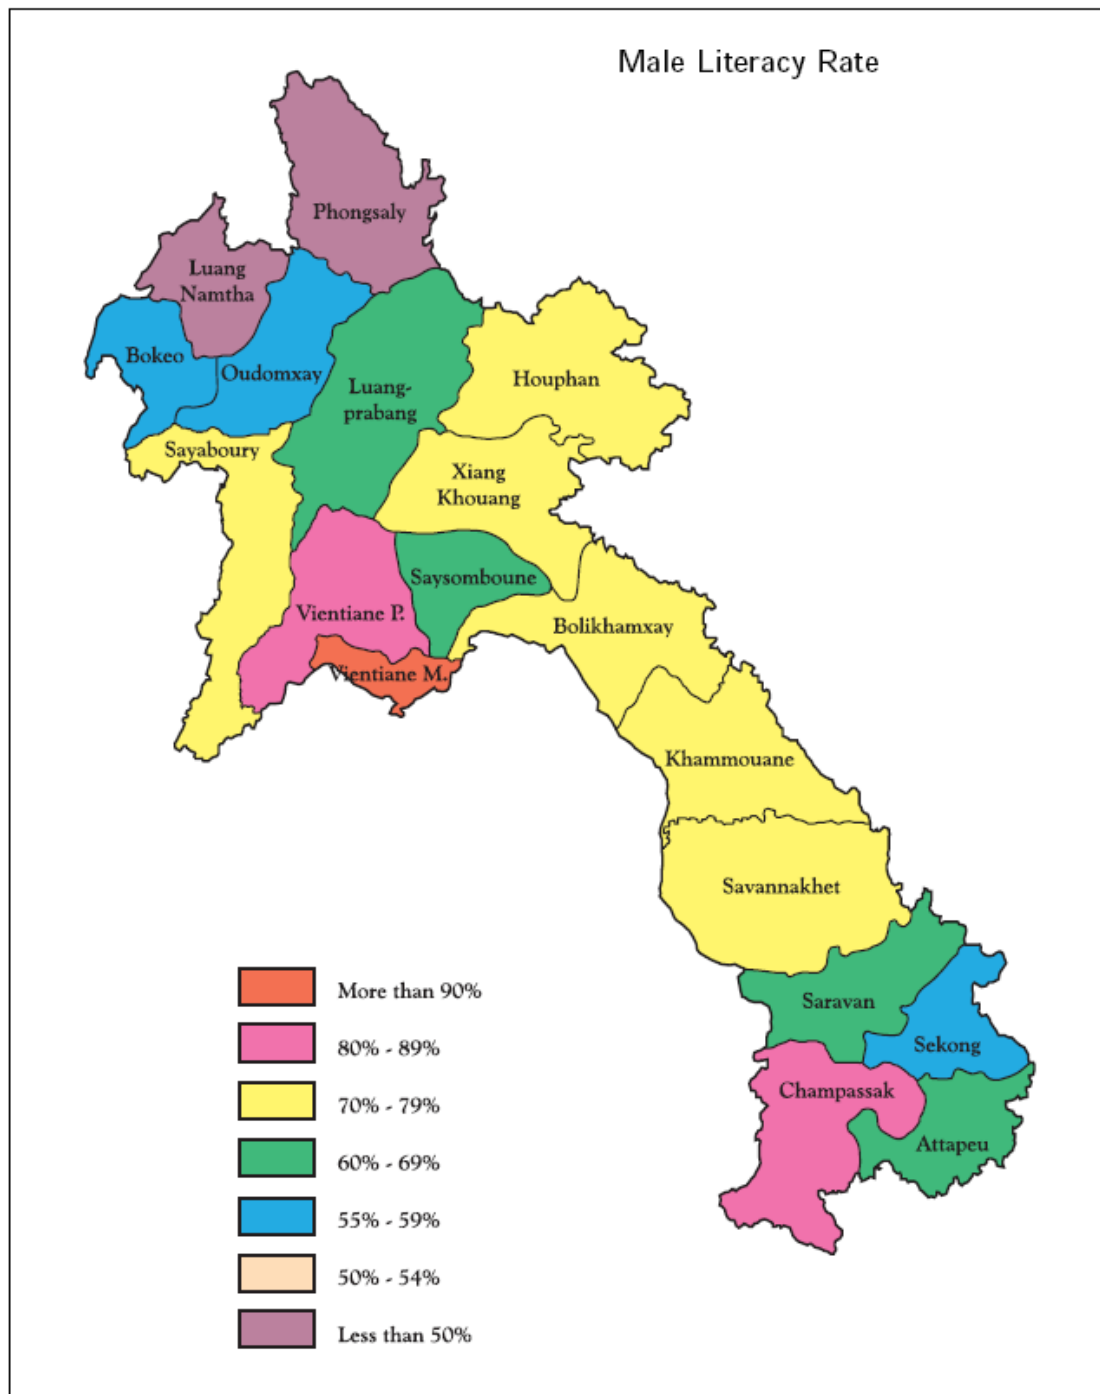 Male Literacy Rate
Phongsaly
Luang
Namtha
Bokeo
Oudomxay
Luang-
prabang
Houphan
Sayaboury
Xiang
Khouang
Saysomboune
Vientiane P.
Bolikhamxay
Vientiane M.
Khammouane
Savannakhet
Saravan
Sekong
Champassak
Attapeu
More than 90%
80% - 89%
70% - 79%
60% - 69%
55% - 59%
50% - 54%
Less than 50%